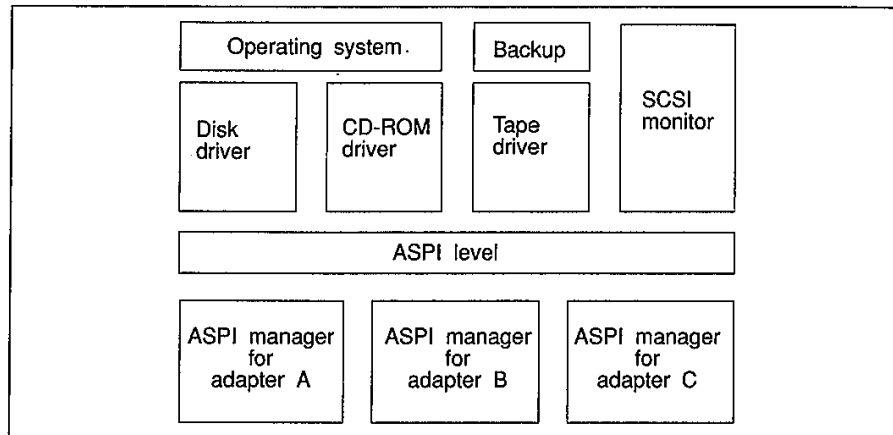 Operating system
Backup
SCSI
monitor
Disk
driver
CD-ROM
driver
Tape
driver
ASPI level
ASPI manager
for
adapter A
ASPI manager
for
adapter B
ASPI manager
for
adapter C